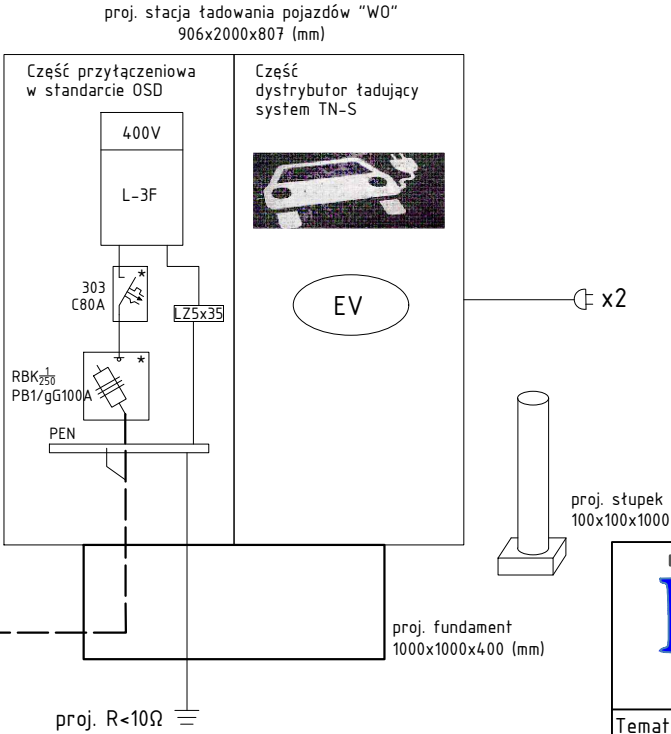 proj. stacja ładowania pojazdów "WO"
906x2000x807 (mm)
Część przyłączeniowa
w standarcie OSD
400V
L-3F
303
C80A
*
LZ5x35
RBK 1/250
PB1/gG100A
*
PEN
Część
dystrybutor ładujący
system TN-S
EV
x2
proj. słupek
100x100x1000
proj. fundament
1000x1000x400 (mm)
proj. R<10Ω
Temat